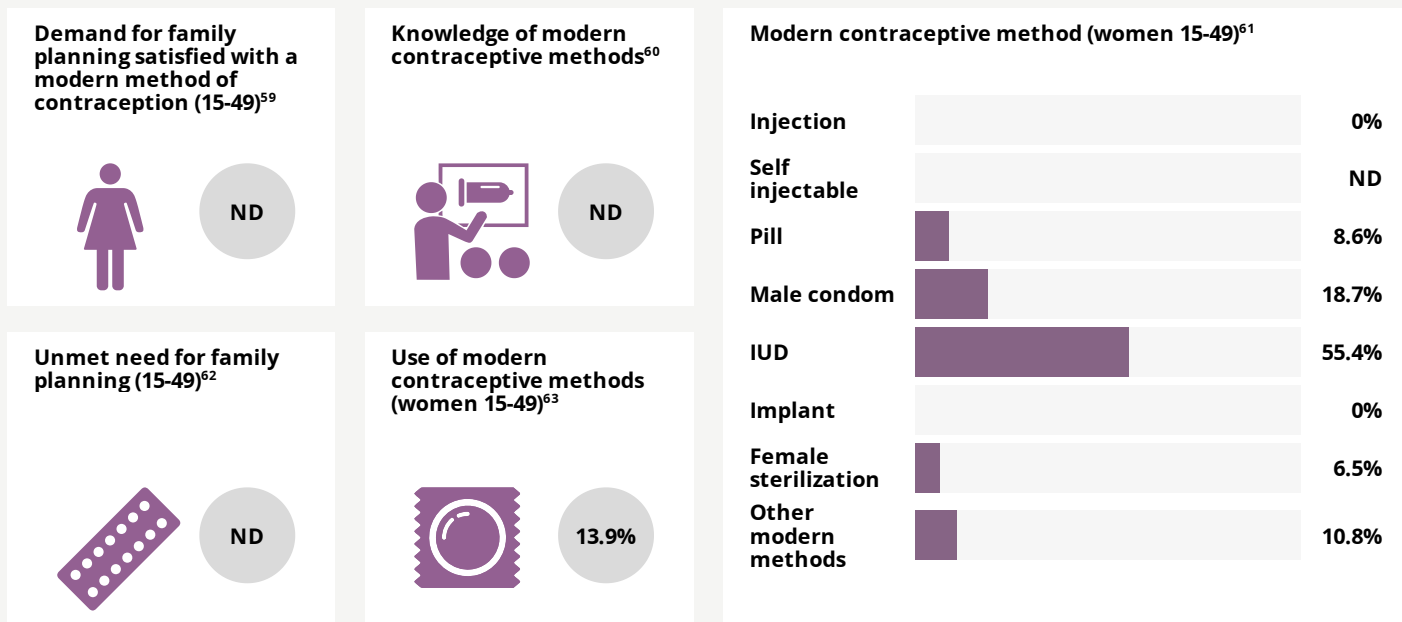 Demand for family
planning satisfied with a
modern method of
contraception (15-49)⁵⁹
ND
Knowledge of modern
contraceptive methods⁶⁰
ND
Unmet need for family
planning (15-49)⁶²
ND
Use of modern
contraceptive methods
(women 15-49)⁶³
13.9%
Modern contraceptive method (women 15-49)⁶¹
Injection 0%
Self
injectable ND
Pill 8.6%
Male condom 18.7%
IUD 55.4%
Implant 0%
Female
sterilization 6.5%
Other
modern 10.8%
methods